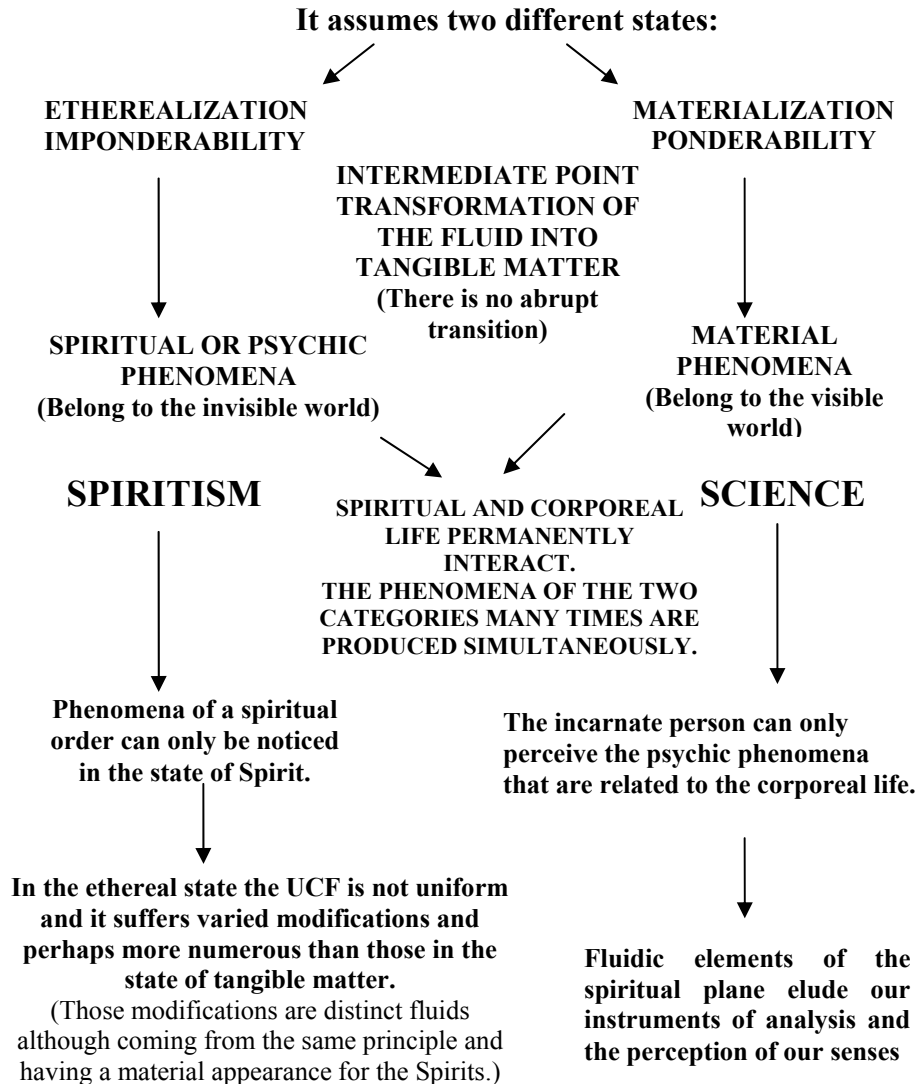 It assumes two different states:
ETHEREALIZATION
IMPONDERABILITY
MATERIALIZATION
PONDERABILITY
INTERMEDIATE POINT
TRANSFORMATION OF
THE FLUID INTO
TANGIBLE MATTER
(There is no abrupt
transition)
SPIRITUAL OR PSYCHIC
PHENOMENA
(Belong to the invisible world)
MATERIAL
PHENOMENA
(Belong to the visible
world)
SPIRITISM
SPIRITUAL AND CORPOREAL
LIFE PERMANENTLY
INTERACT.
THE PHENOMENA OF THE TWO
CATEGORIES MANY TIMES ARE
PRODUCED SIMULTANEOUSLY.
SCIENCE
Phenomena of a spiritual
order can only be noticed
in the state of Spirit.
The incarnate person can only
perceive the psychic phenomena
that are related to the corporeal life.
In the ethereal state the UCF is not uniform
and it suffers varied modifications and
perhaps more numerous than those in the
state of tangible matter.
(Those modifications are distinct fluids
although coming from the same principle and
having a material appearance for the Spirits.)
Fluidic elements of the
spiritual plane elude our
instruments of analysis and
the perception of our senses